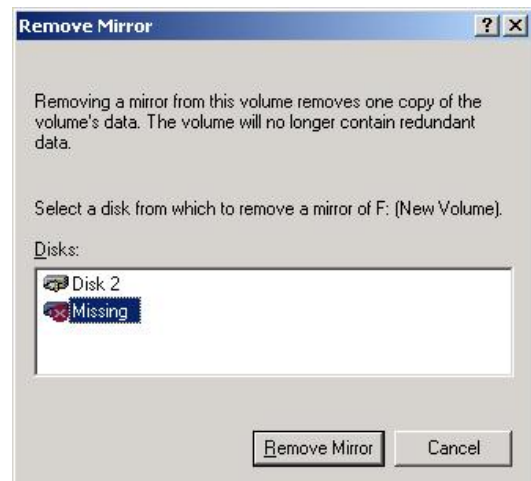 Remove Mirror
Removing a mirror from this volume removes one copy of the
volume's data. The volume will no longer contain redundant
data.
Select a disk from which to remove a mirror of F: (New Volume).
Disks:
Disk 2
Missing
Remove Mirror
Cancel